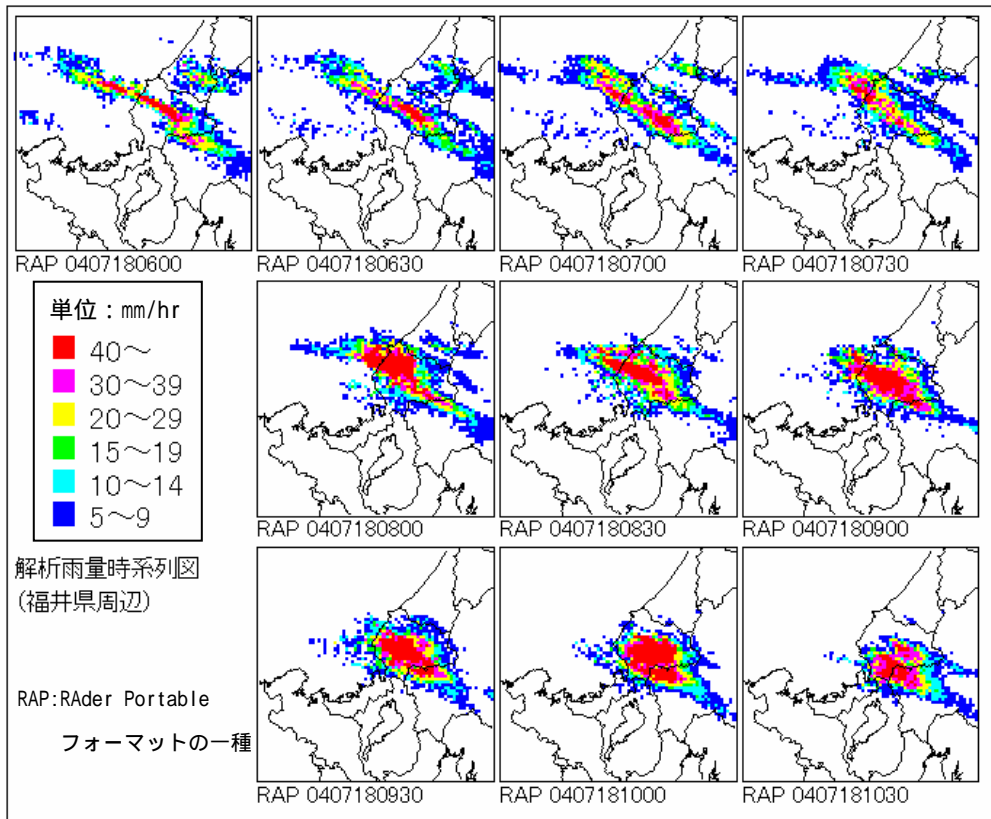 RAP 0407180600
RAP 0407180630
RAP 0407180700
RAP 0407180730
単位：mm/hr
40～
30～39
20～29
15～19
10～14
5～9
RAP 0407180800
RAP 0407180830
RAP 0407180900
解析雨量時系列図
(福井県周辺)
RAP:RAder Portable
フォーマットの一種
RAP 0407180930
RAP 0407181000
RAP 0407181030